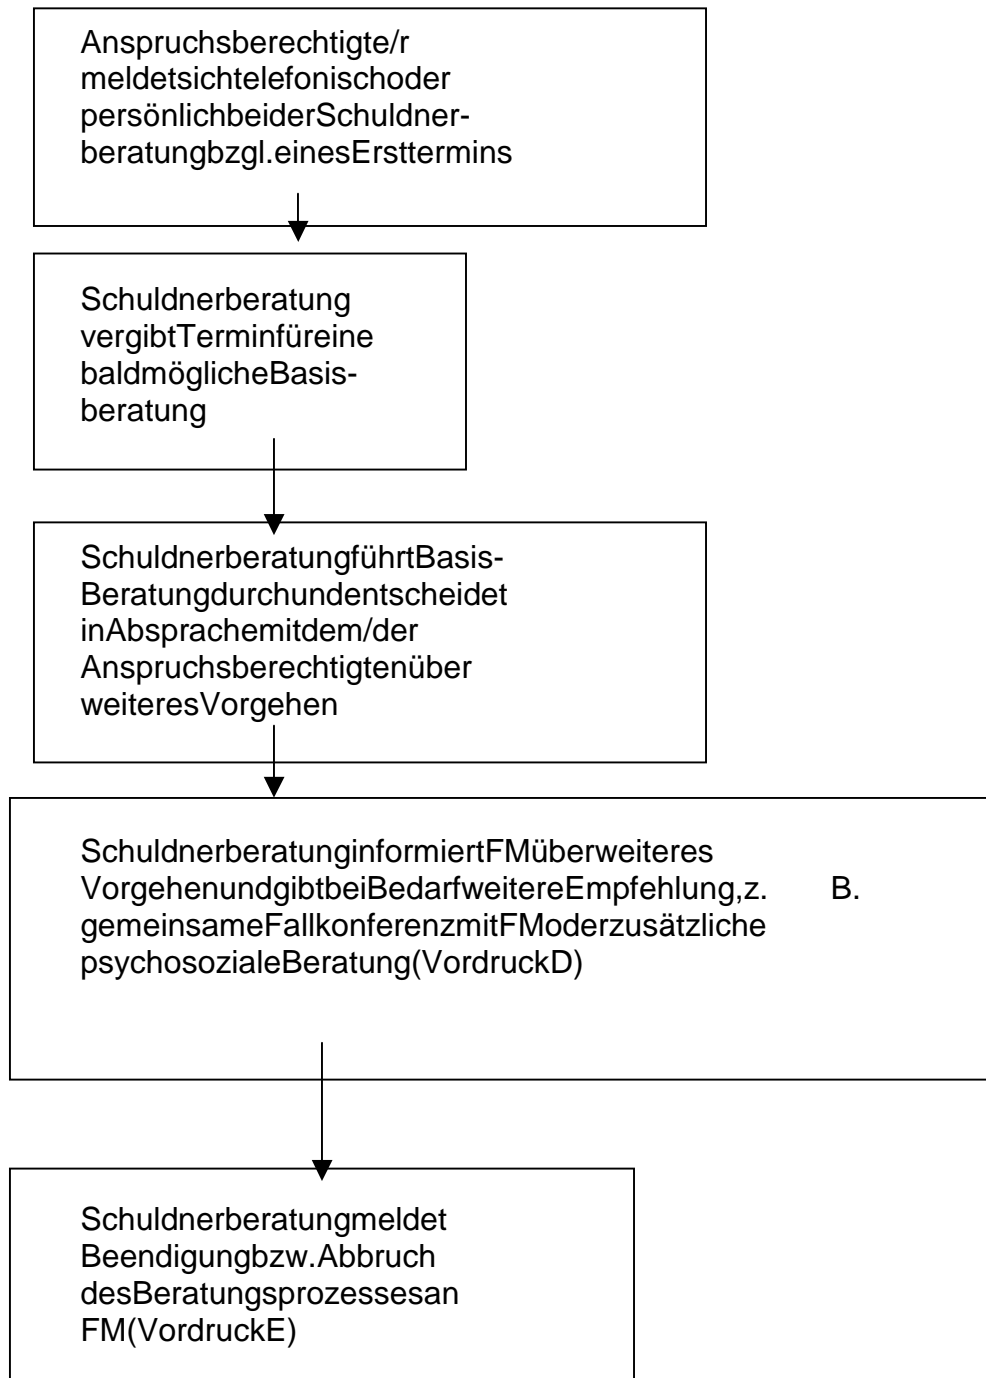 Anspruchsberechtigte/r
meldetsichtelefonischoder
persönlichbeiderSchuldner-
beratungbzgl.einesErsttermins
Schuldnerberatung
vergibtTerminfüreine
baldmöglicheBasis-
beratung
SchuldnerberatungführtBasis-
Beratungdurchundentscheidet
inAbsprachemitdem/der
Anspruchsberechtigtenüber
weiteresVorgehen
SchuldnerberatunginformiertFMüberweiteres
VorgehenundgibtbeiBedarfweitereEmpfehlung,z. B.
gemeinsameFallkonferenzmitFModerzusätzliche
psychosozialeBeratung(VordruckD)
Schuldnerberatungmeldet
Beendigungbzw.Abbruch
desBeratungsprozessesan
FM(VordruckE)